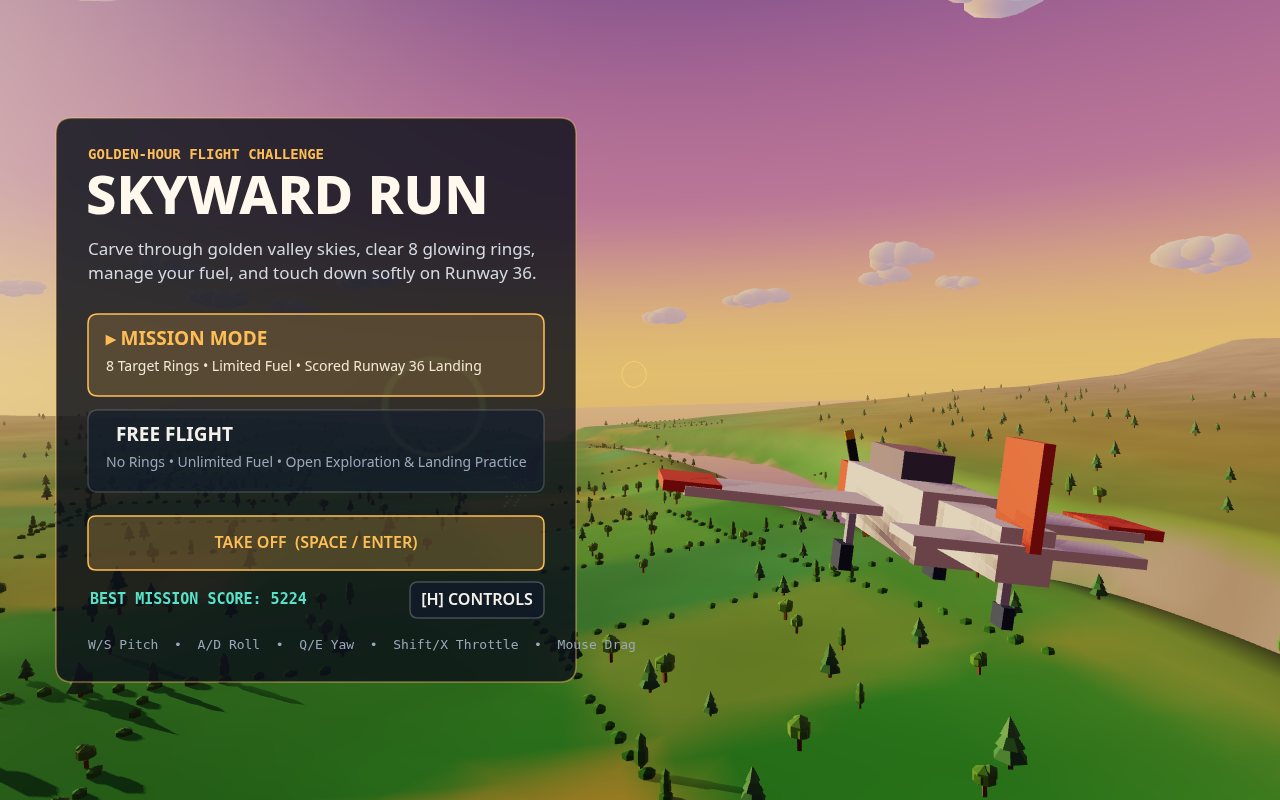 GOLDEN-HOUR FLIGHT CHALLENGE
SKYWARD RUN
Carve through golden valley skies, clear 8 glowing rings,
manage your fuel, and touch down softly on Runway 36.
▸ MISSION MODE
8 Target Rings • Limited Fuel • Scored Runway 36 Landing
FREE FLIGHT
No Rings • Unlimited Fuel • Open Exploration & Landing Practice
TAKE OFF (SPACE / ENTER)
BEST MISSION SCORE: 5224
[H] CONTROLS
W/S Pitch • A/D Roll • Q/E Yaw • Shift/X Throttle • Mouse Drag